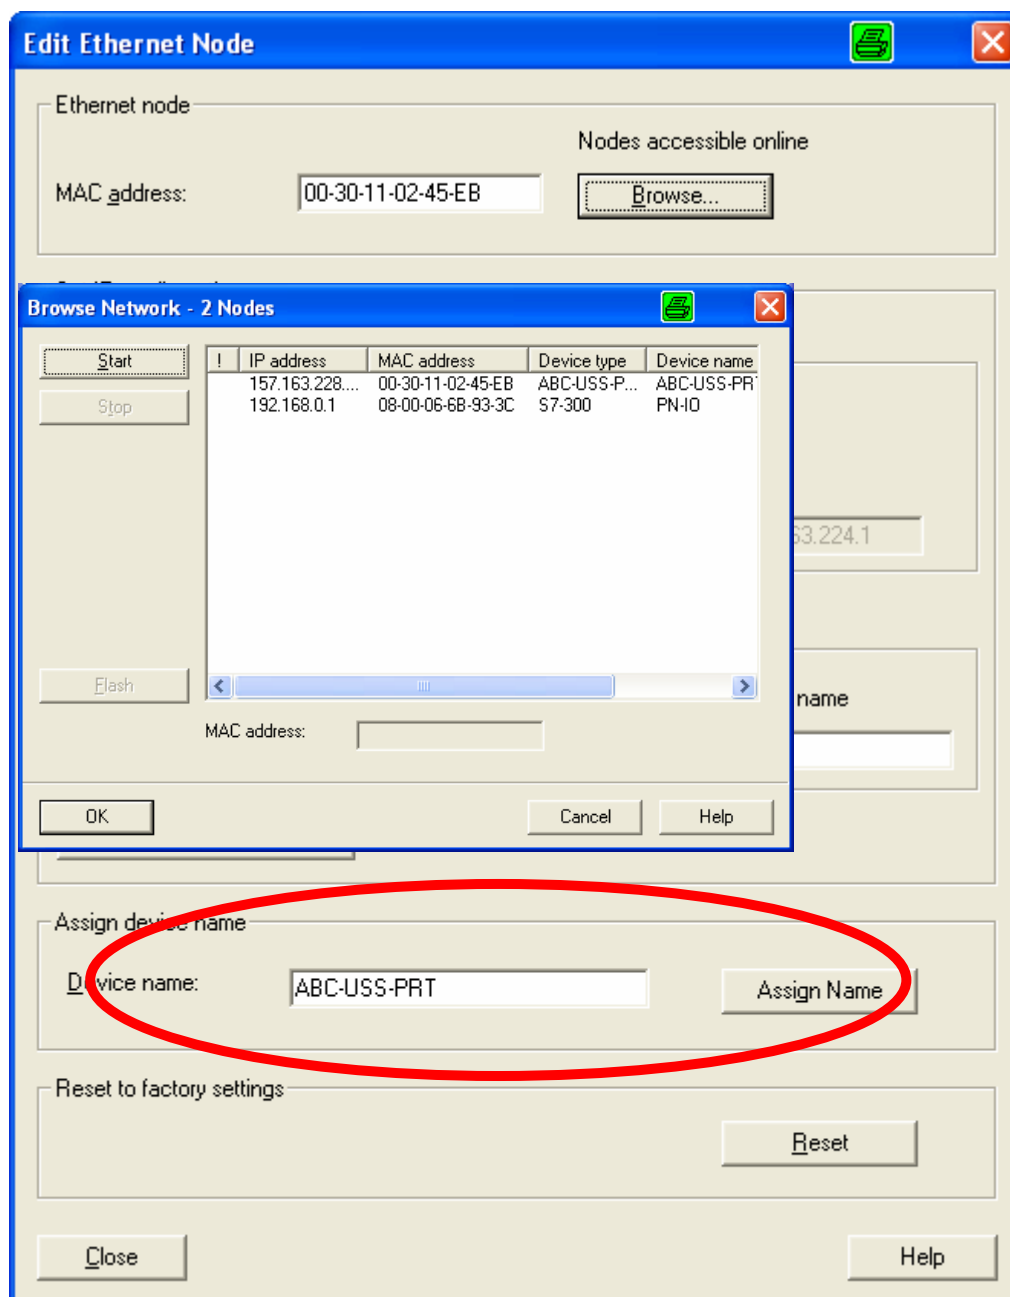 Edit Ethernet Node
Ethernet node
Nodes accessible online
MAC address:
00-30-11-02-45-EB
Browse...
Browse Network - 2 Nodes
Start
Stop
! IP address MAC address Device type Device name
157.163.228.... 00-30-11-02-45-EB ABC-USS-P... ABC-USS-PRT
192.168.0.1 08-00-06-6B-93-3C S7-300 PN-IO
63.224.1
Flash
name
MAC address:
OK
Cancel
Help
Assign device name
Device name:
ABC-USS-PRT
Assign Name
Reset to factory settings
Reset
Close
Help